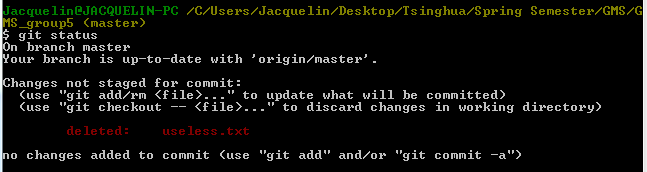 Jacquelin@JACQUELIN-PC /C/Users/Jacquelin/Desktop/Tsinghua/Spring Semester/GMS/G
MS_group5 (master)
$ git status
On branch master
Your branch is up-to-date with 'origin/master'.
Changes not staged for commit:
(use "git add/rm <file>..." to update what will be committed)
(use "git checkout -- <file>..." to discard changes in working directory)
deleted: useless.txt
no changes added to commit (use "git add" and/or "git commit -a")